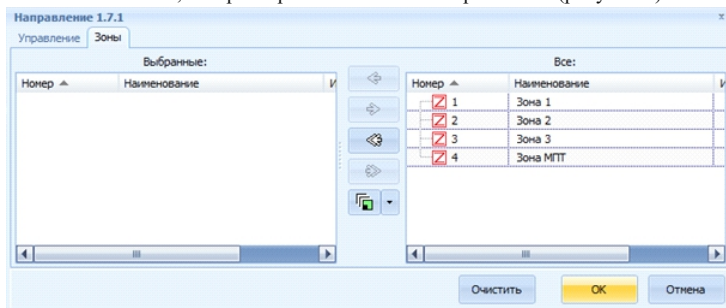 Направление 1.7.1
Управление Зоны
Выбранные: Все:
Номер Наименование И Номер Наименование И
1 Зона 1
2 Зона 2
3 Зона 3
4 Зона МПТ
Очистить ОК Отмена